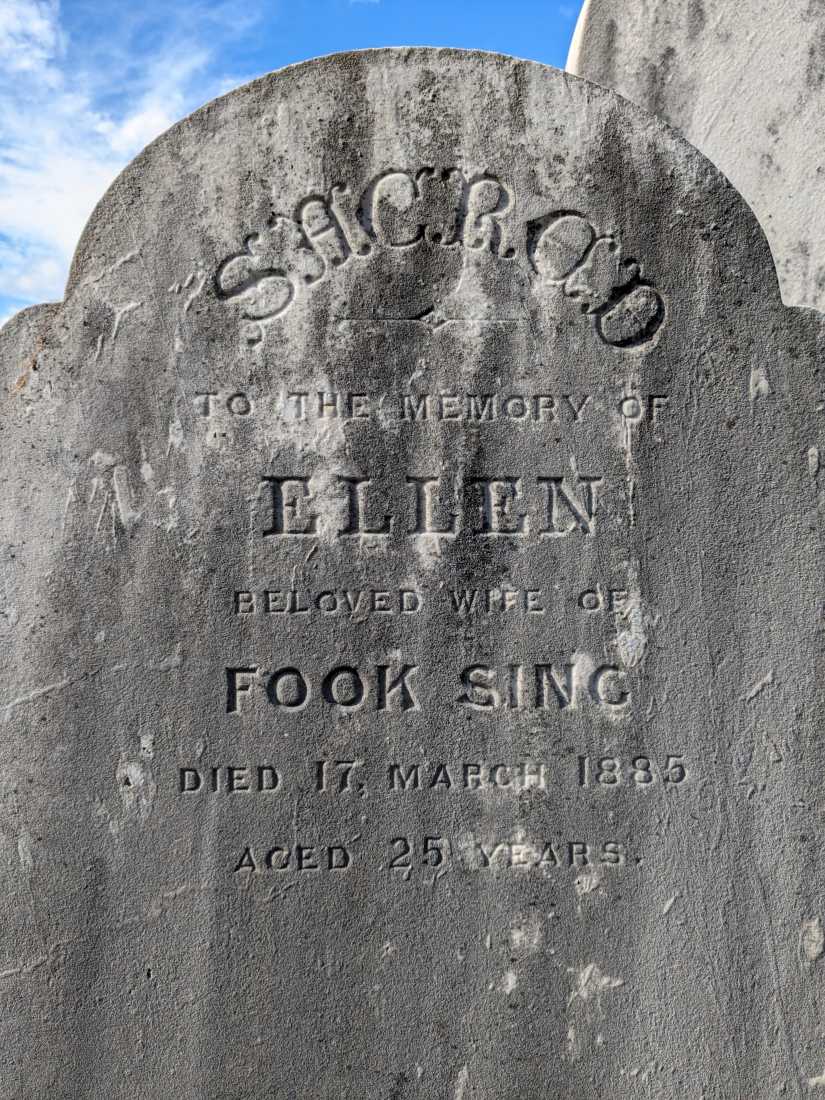 SACRED
TO THE MEMORY OF
ELLEN
BELOVED WIFE OF
FOOK SING
DIED 17, MARCH 1885
AGED 25 YEARS.